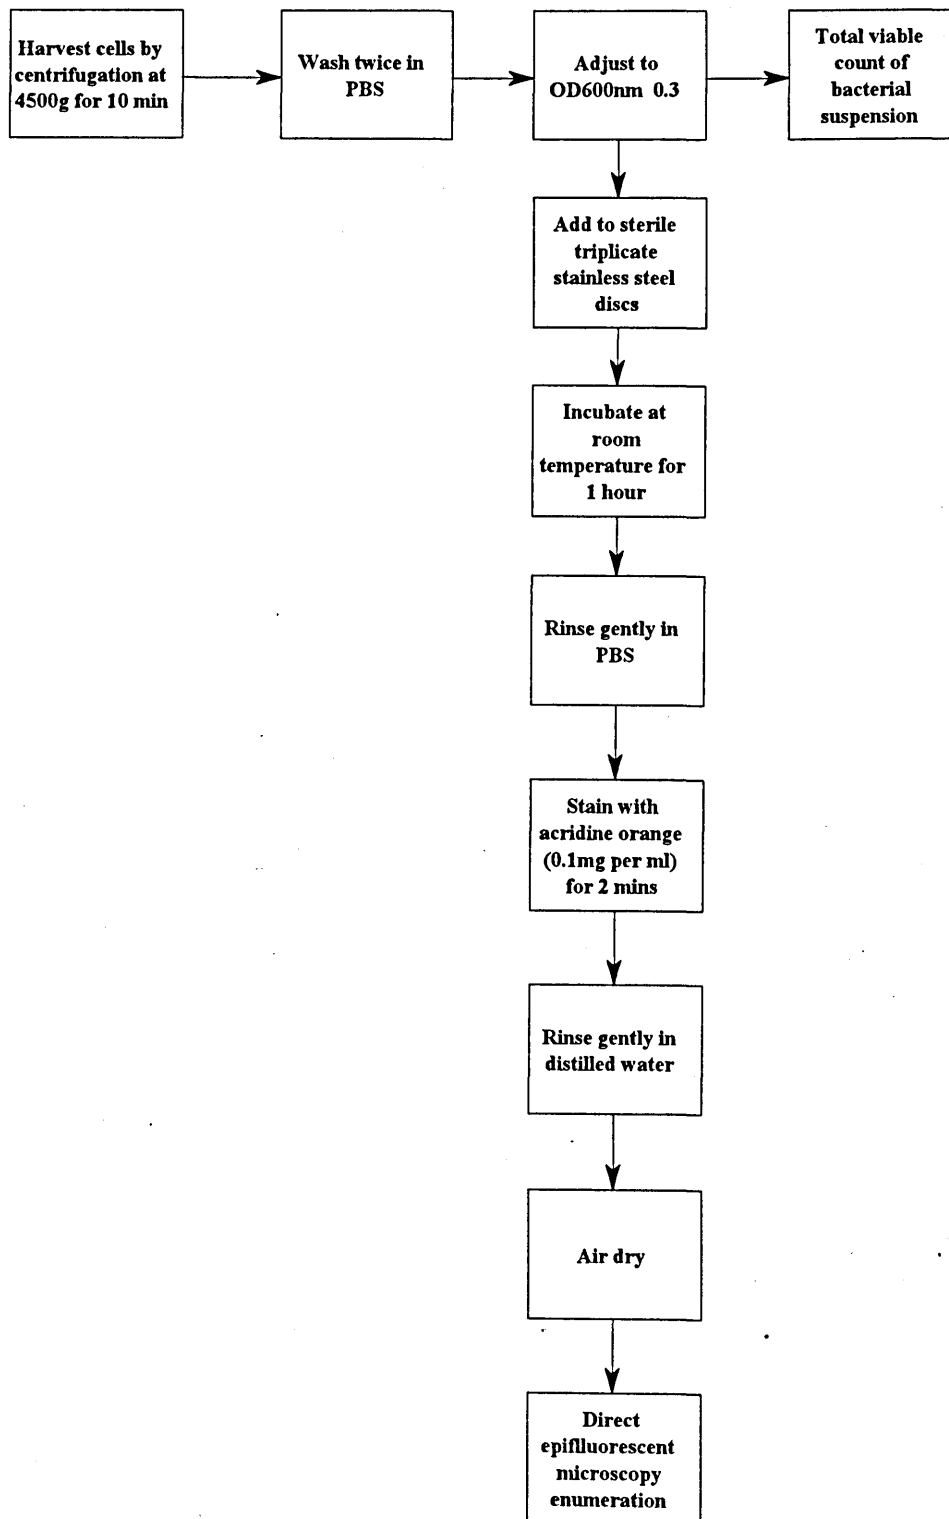 Harvest cells by
centrifugation at
4500g for 10 min
Wash twice in
PBS
Adjust to
OD600nm 0.3
Total viable
count of
bacterial
suspension
Add to sterile
triplicate
stainless steel
discs
Incubate at
room
temperature for
1 hour
Rinse gently in
PBS
Stain with
acridine orange
(0.1mg per ml)
for 2 mins
Rinse gently in
distilled water
Air dry
Direct
epifluorescent
microscopy
enumeration